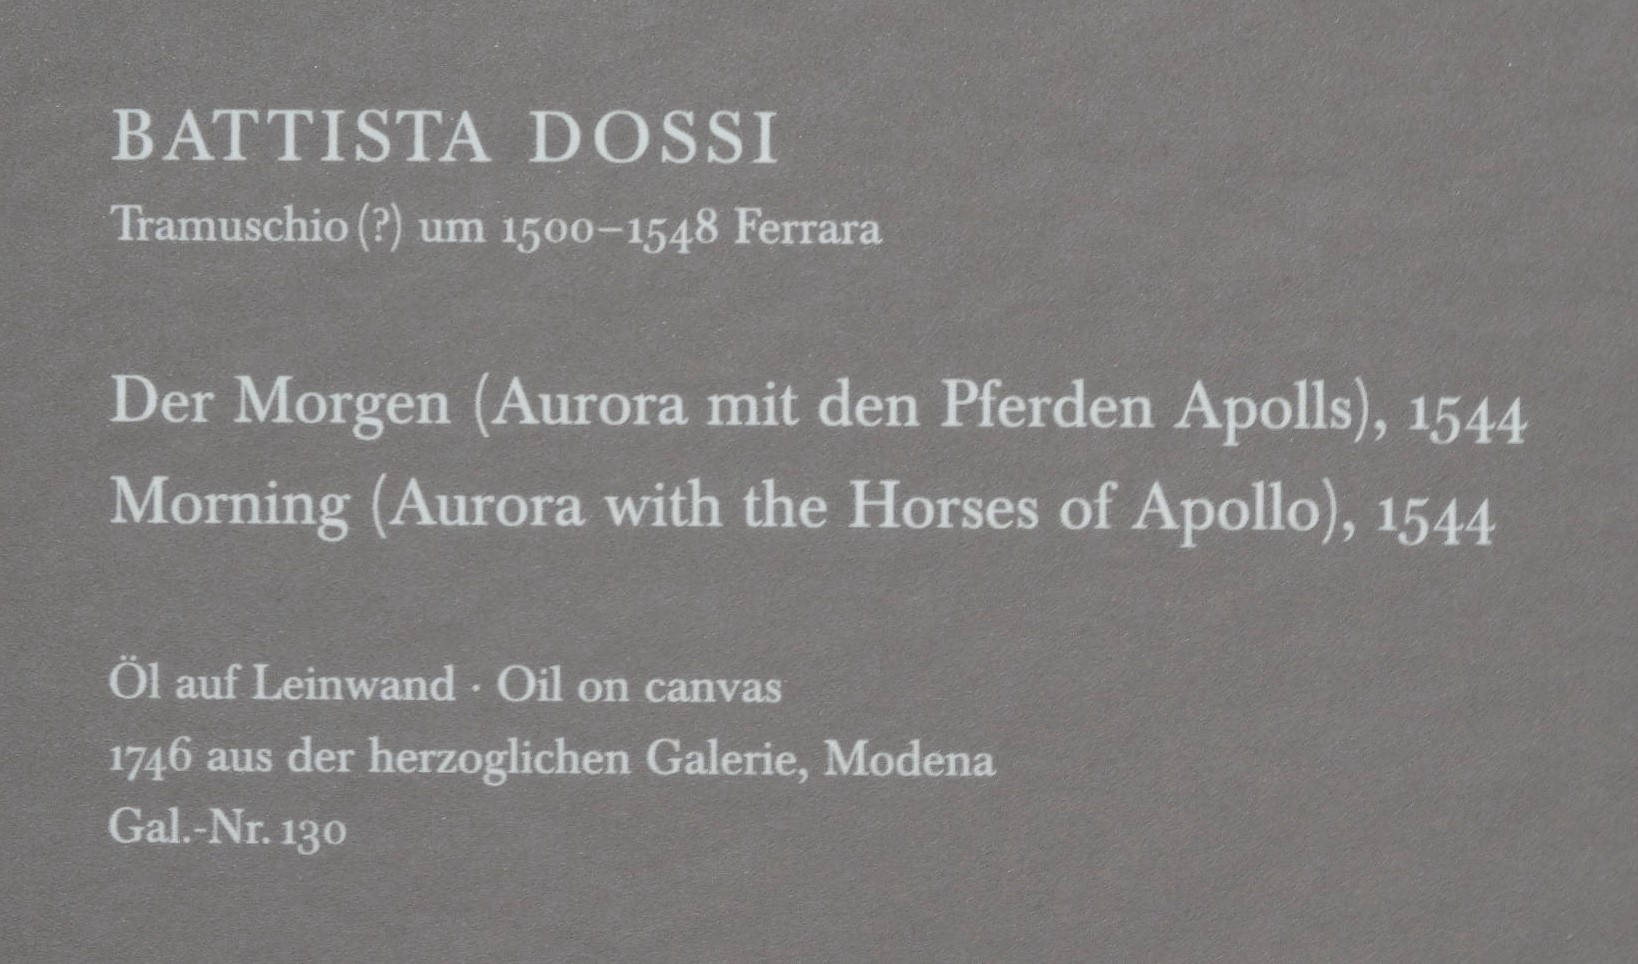 BATTISTA DOSSI
Tramuschio (?) um 1500–1548 Ferrara
Der Morgen (Aurora mit den Pferden Apolls), 1544
Morning (Aurora with the Horses of Apollo), 1544
Öl auf Leinwand · Oil on canvas
1746 aus der herzoglichen Galerie, Modena
Gal.-Nr. 130